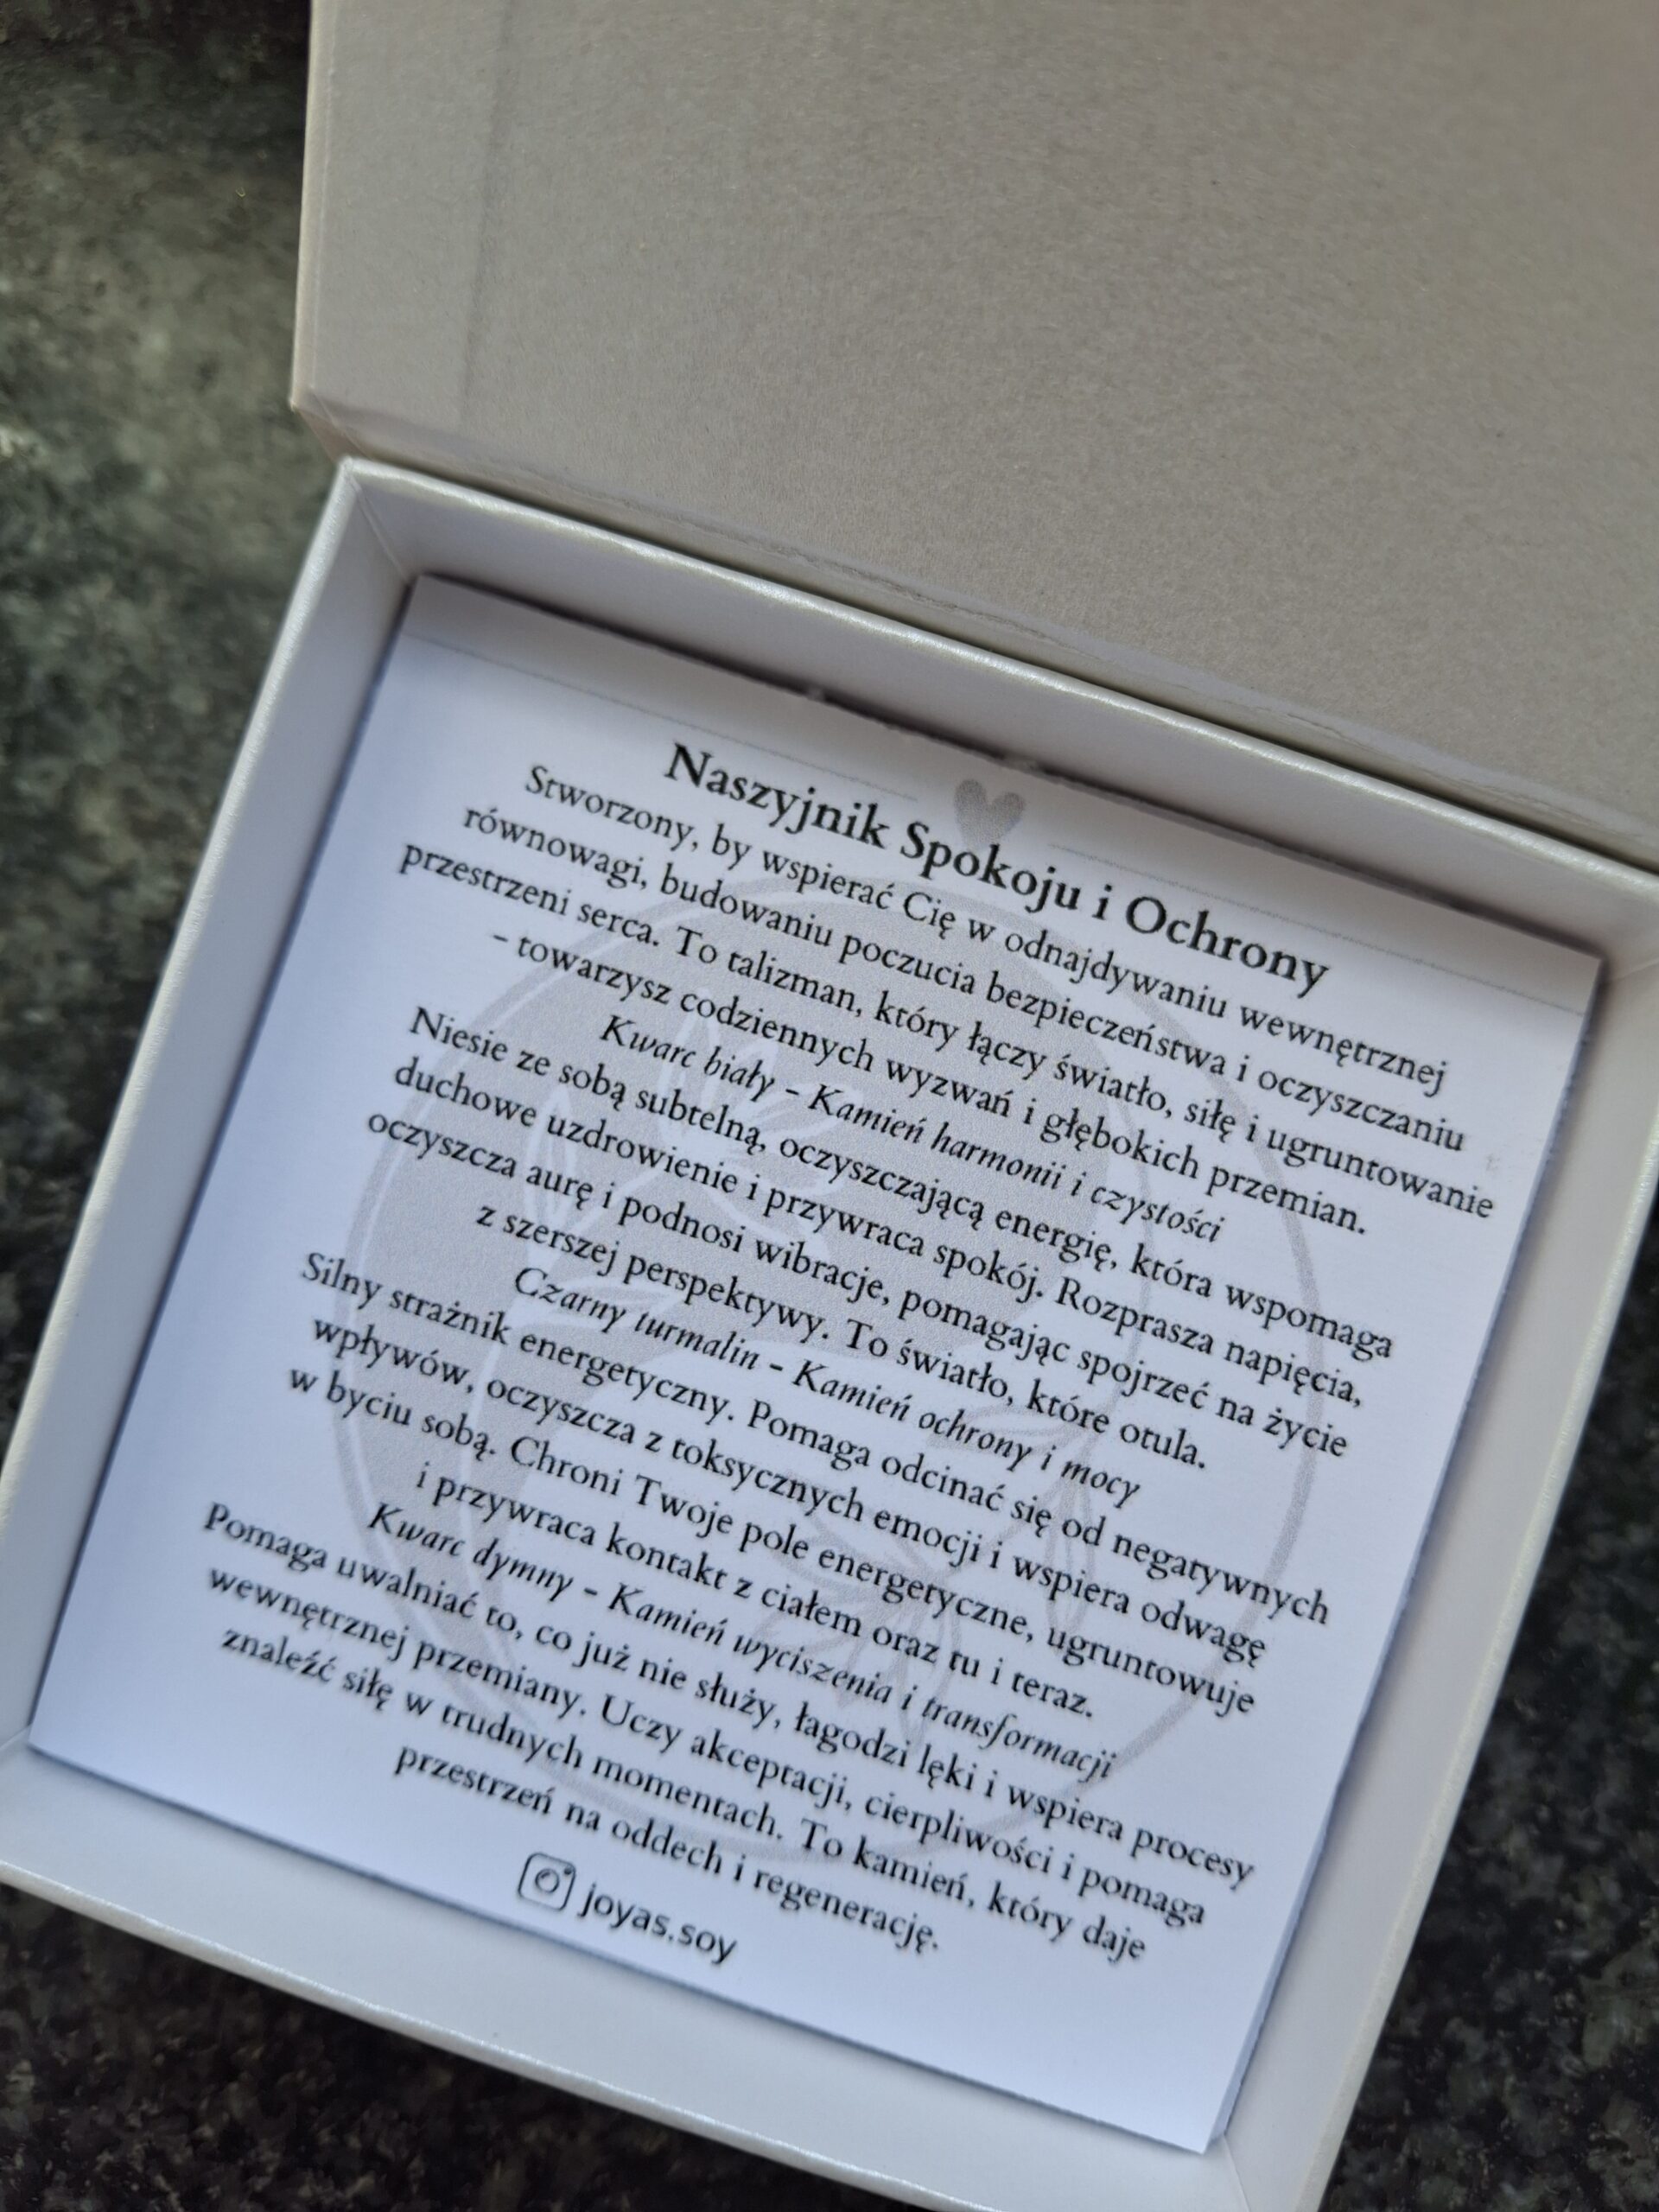 Naszyjnik Spokoju i Ochrony
Stworzony, by wspierać Cię w odnajdywaniu wewnętrznej
równowagi, budowaniu poczucia bezpieczeństwa i oczyszczaniu
przestrzeni serca. To talizman, który łączy światło, siłę i ugruntowanie
– towarzysz codziennych wyzwań i głębokich przemian.
Kwarc biały – Kamień harmonii i czystości
Niesie ze sobą subtelną, oczyszczającą energię, która wspomaga
duchowe uzdrowienie i przywraca spokój. Rozprasza napięcia,
oczyszcza aurę i podnosi wibracje, pomagając spojrzeć na życie
z szerszej perspektywy. To światło, które otula.
Czarny turmalin – Kamień ochrony i mocy
Silny strażnik energetyczny. Pomaga odcinać się od negatywnych
wpływów, oczyszcza z toksycznych emocji i wspiera odwagę
w byciu sobą. Chroni Twoje pole energetyczne, ugruntowuje
i przywraca kontakt z ciałem oraz tu i teraz.
Kwarc dymny – Kamień wyciszenia i transformacji
Pomaga uwalniać to, co już nie służy, łagodzi lęki i wspiera procesy
wewnętrznej przemiany. Uczy akceptacji, cierpliwości i pomaga
znaleźć siłę w trudnych momentach. To kamień, który daje
przestrzeń na oddech i regenerację.
joyas.soy